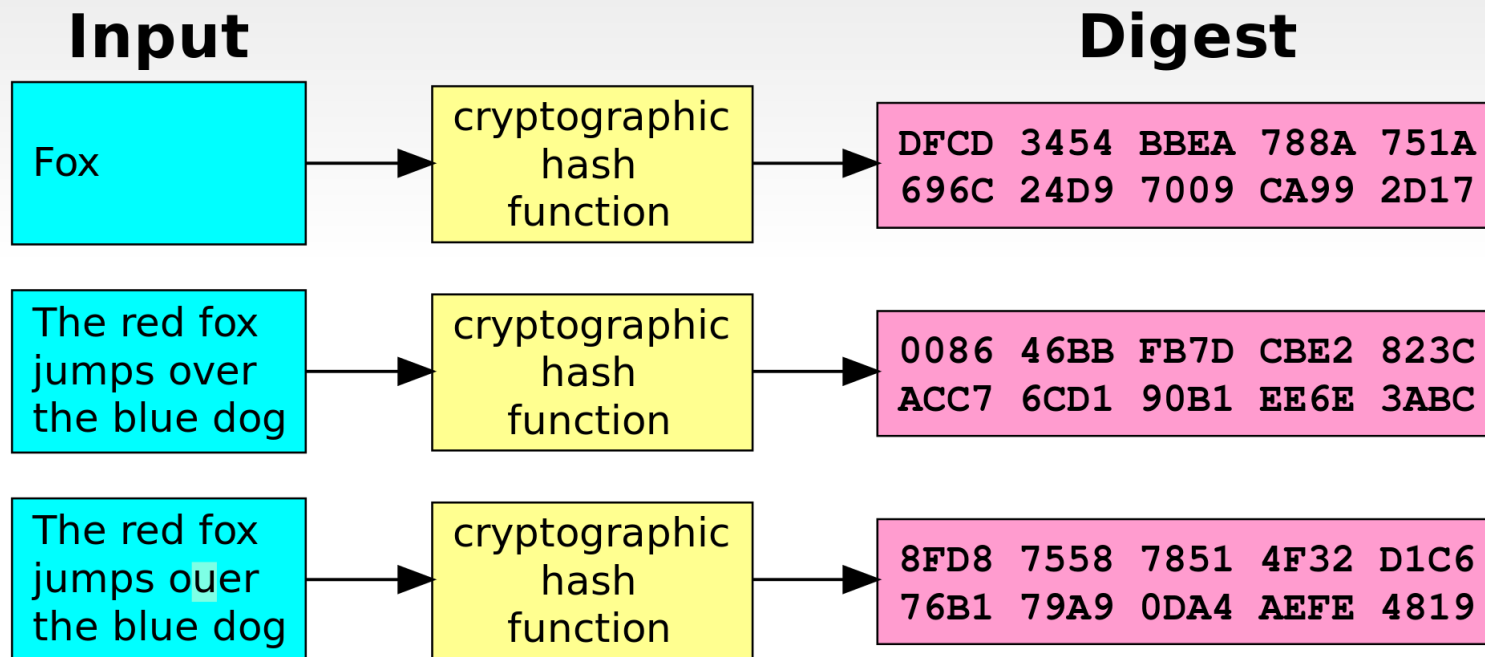 Input
Digest
Fox
cryptographic
hash
function
DFCD 3454 BBEA 788A 751A
696C 24D9 7009 CA99 2D17
The red fox
jumps over
the blue dog
cryptographic
hash
function
0086 46BB FB7D CBE2 823C
ACC7 6CD1 90B1 EE6E 3ABC
The red fox
jumps ouer
the blue dog
cryptographic
hash
function
8FD8 7558 7851 4F32 D1C6
76B1 79A9 0DA4 AEFE 4819